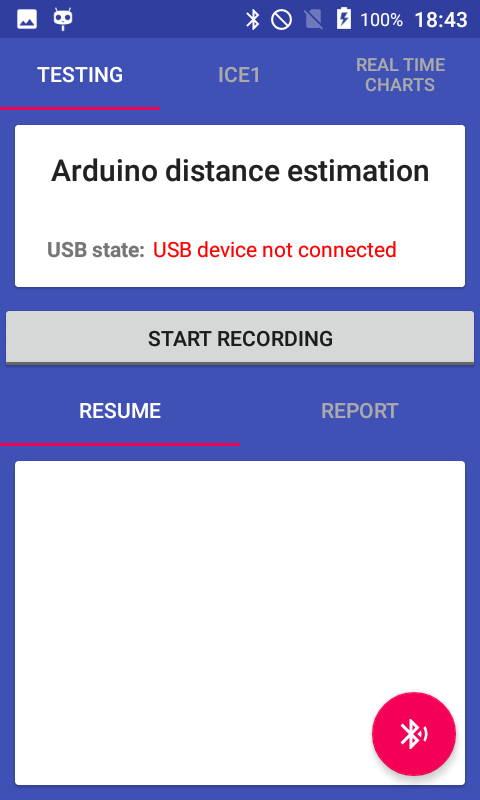 100% 18:43
TESTING ICE1 REAL TIME
CHARTS
Arduino distance estimation
USB state: USB device not connected
START RECORDING
RESUME REPORT